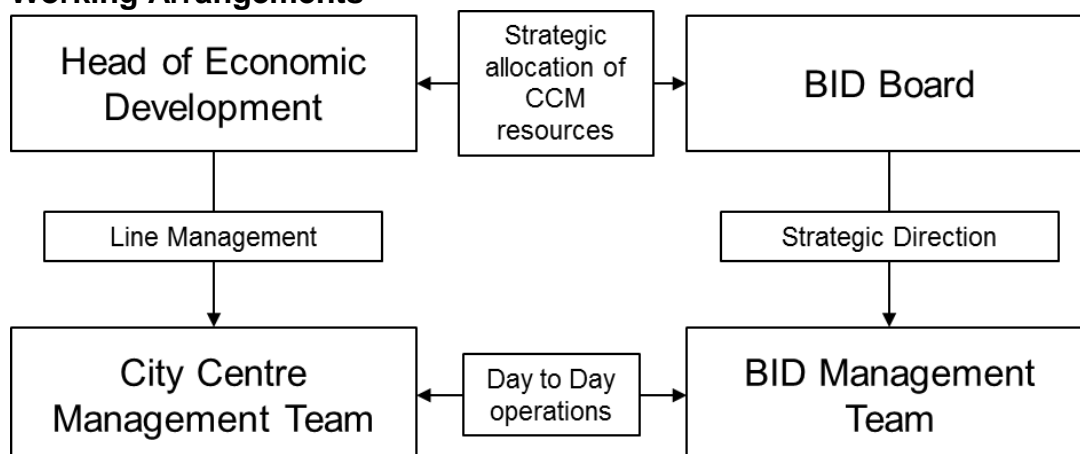 Working Arrangements
Head of Economic
Development
Strategic
allocation of
CCM
resources
BID Board
Line Management
Strategic Direction
City Centre
Management Team
Day to Day
operations
BID Management
Team